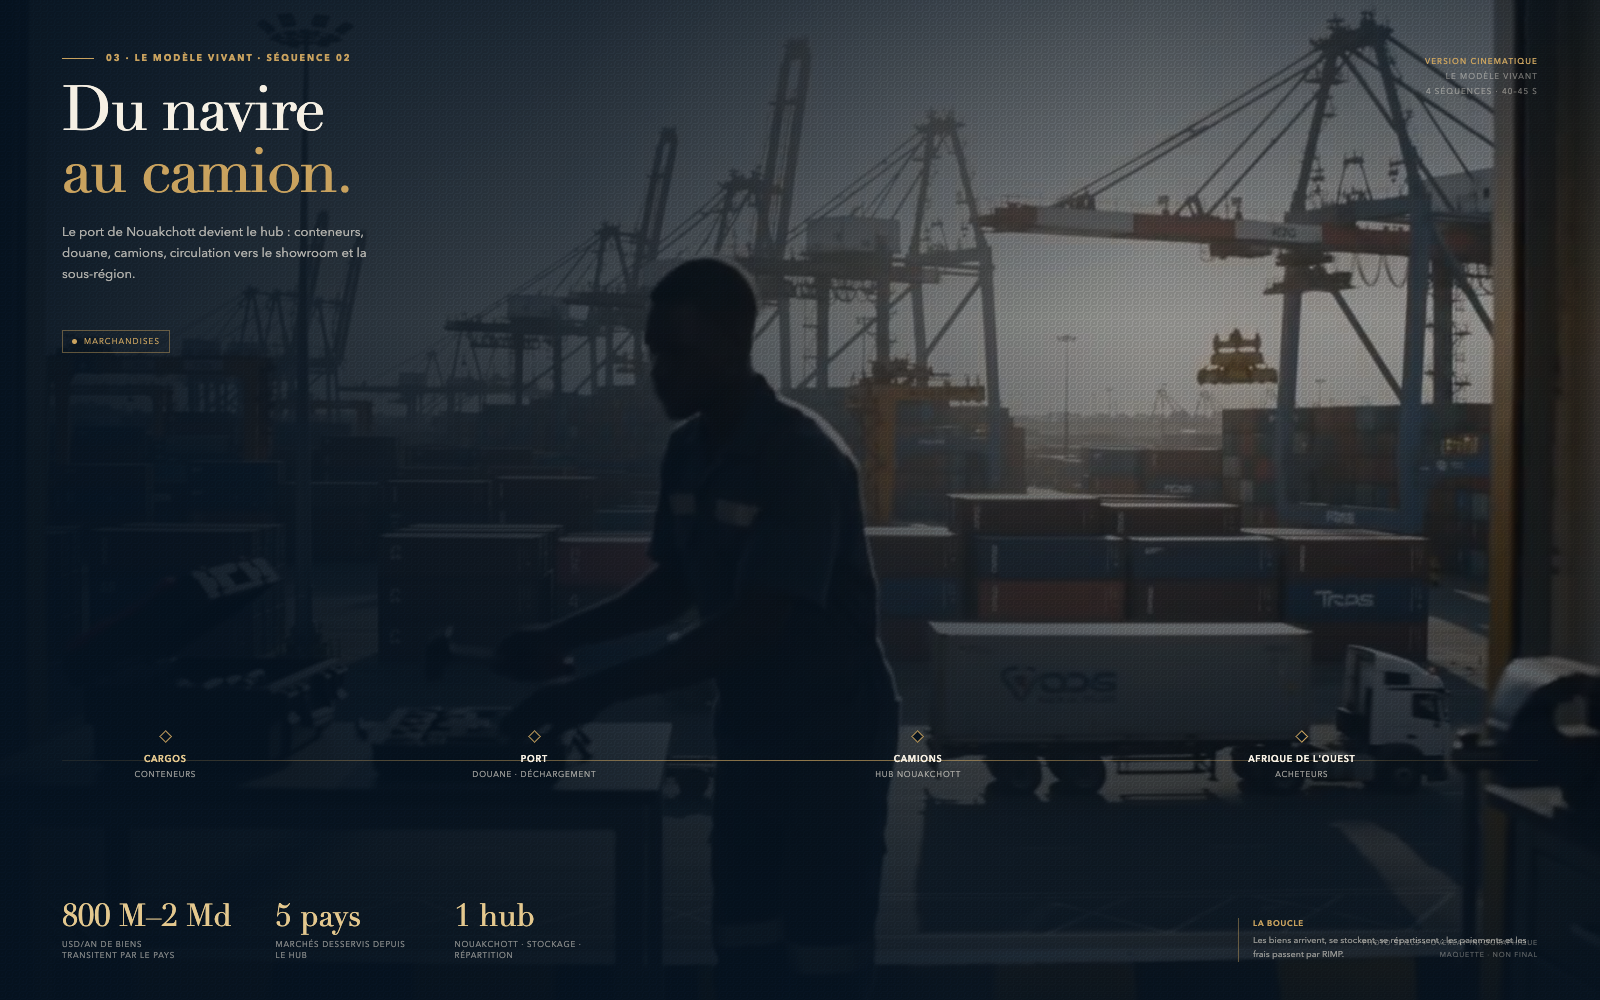 03 · LE MODÈLE VIVANT · SÉQUENCE 02
Du navire
au camion.
Le port de Nouakchott devient le hub : conteneurs,
douane, camions, circulation vers le showroom et la
sous-région.
MARCHANDISES
VERSION CINEMATIQUE
LE MODÈLE VIVANT
4 SÉQUENCES · 40-45 S
CARGOS
CONTENEURS
PORT
DOUANE · DÉCHARGEMENT
CAMIONS
HUB NOUAKCHOTT
AFRIQUE DE L'OUEST
ACHETEURS
800 M–2 Md
USD/AN DE BIENS
TRANSITENT PAR LE PAYS
5 pays
MARCHÉS DESSERVIS DEPUIS
LE HUB
1 hub
NOUAKCHOTT · STOCKAGE ·
RÉPARTITION
LA BOUCLE
Les biens arrivent, se stockent, se répartissent ; les paiements et les
frais passent par RIMP.
MAQUETTE · NON FINAL